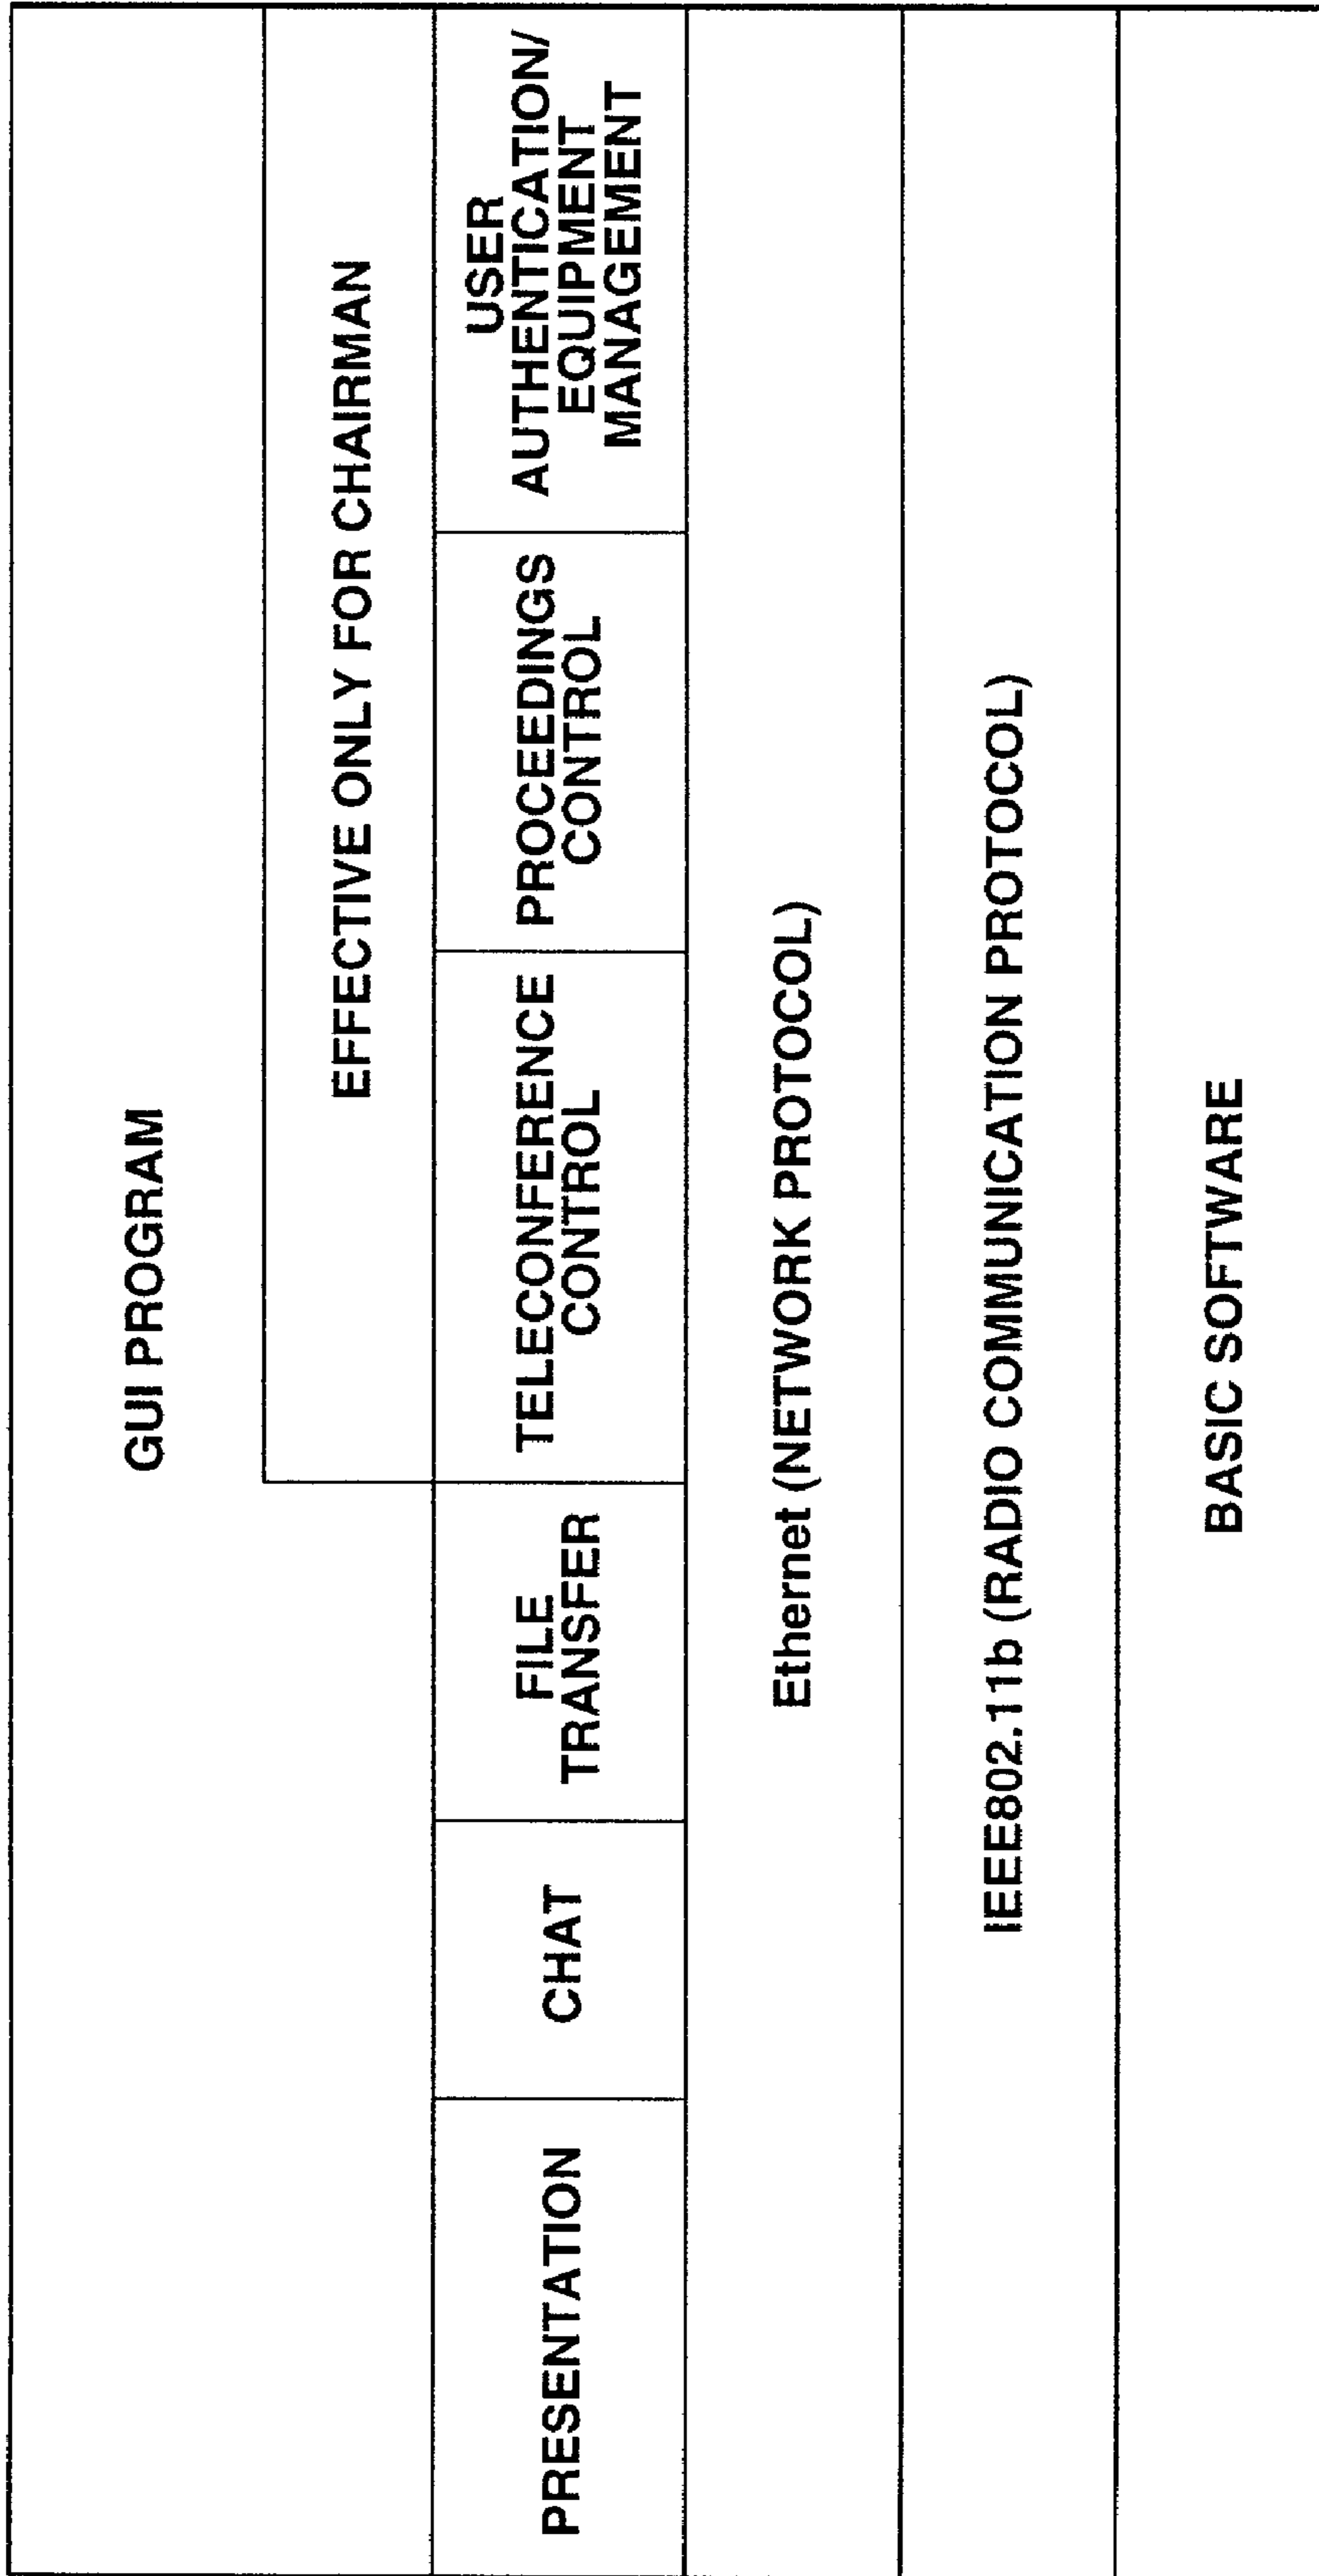 GUI PROGRAM
EFFECTIVE ONLY FOR CHAIRMAN
PRESENTATION
CHAT
FILE
TRANSFER
TELECONFERENCE
CONTROL
PROCEEDINGS
CONTROL
USER
AUTHENTICATION/
EQUIPMENT
MANAGEMENT
Ethernet (NETWORK PROTOCOL)
IEEE802.11b (RADIO COMMUNICATION PROTOCOL)
BASIC SOFTWARE